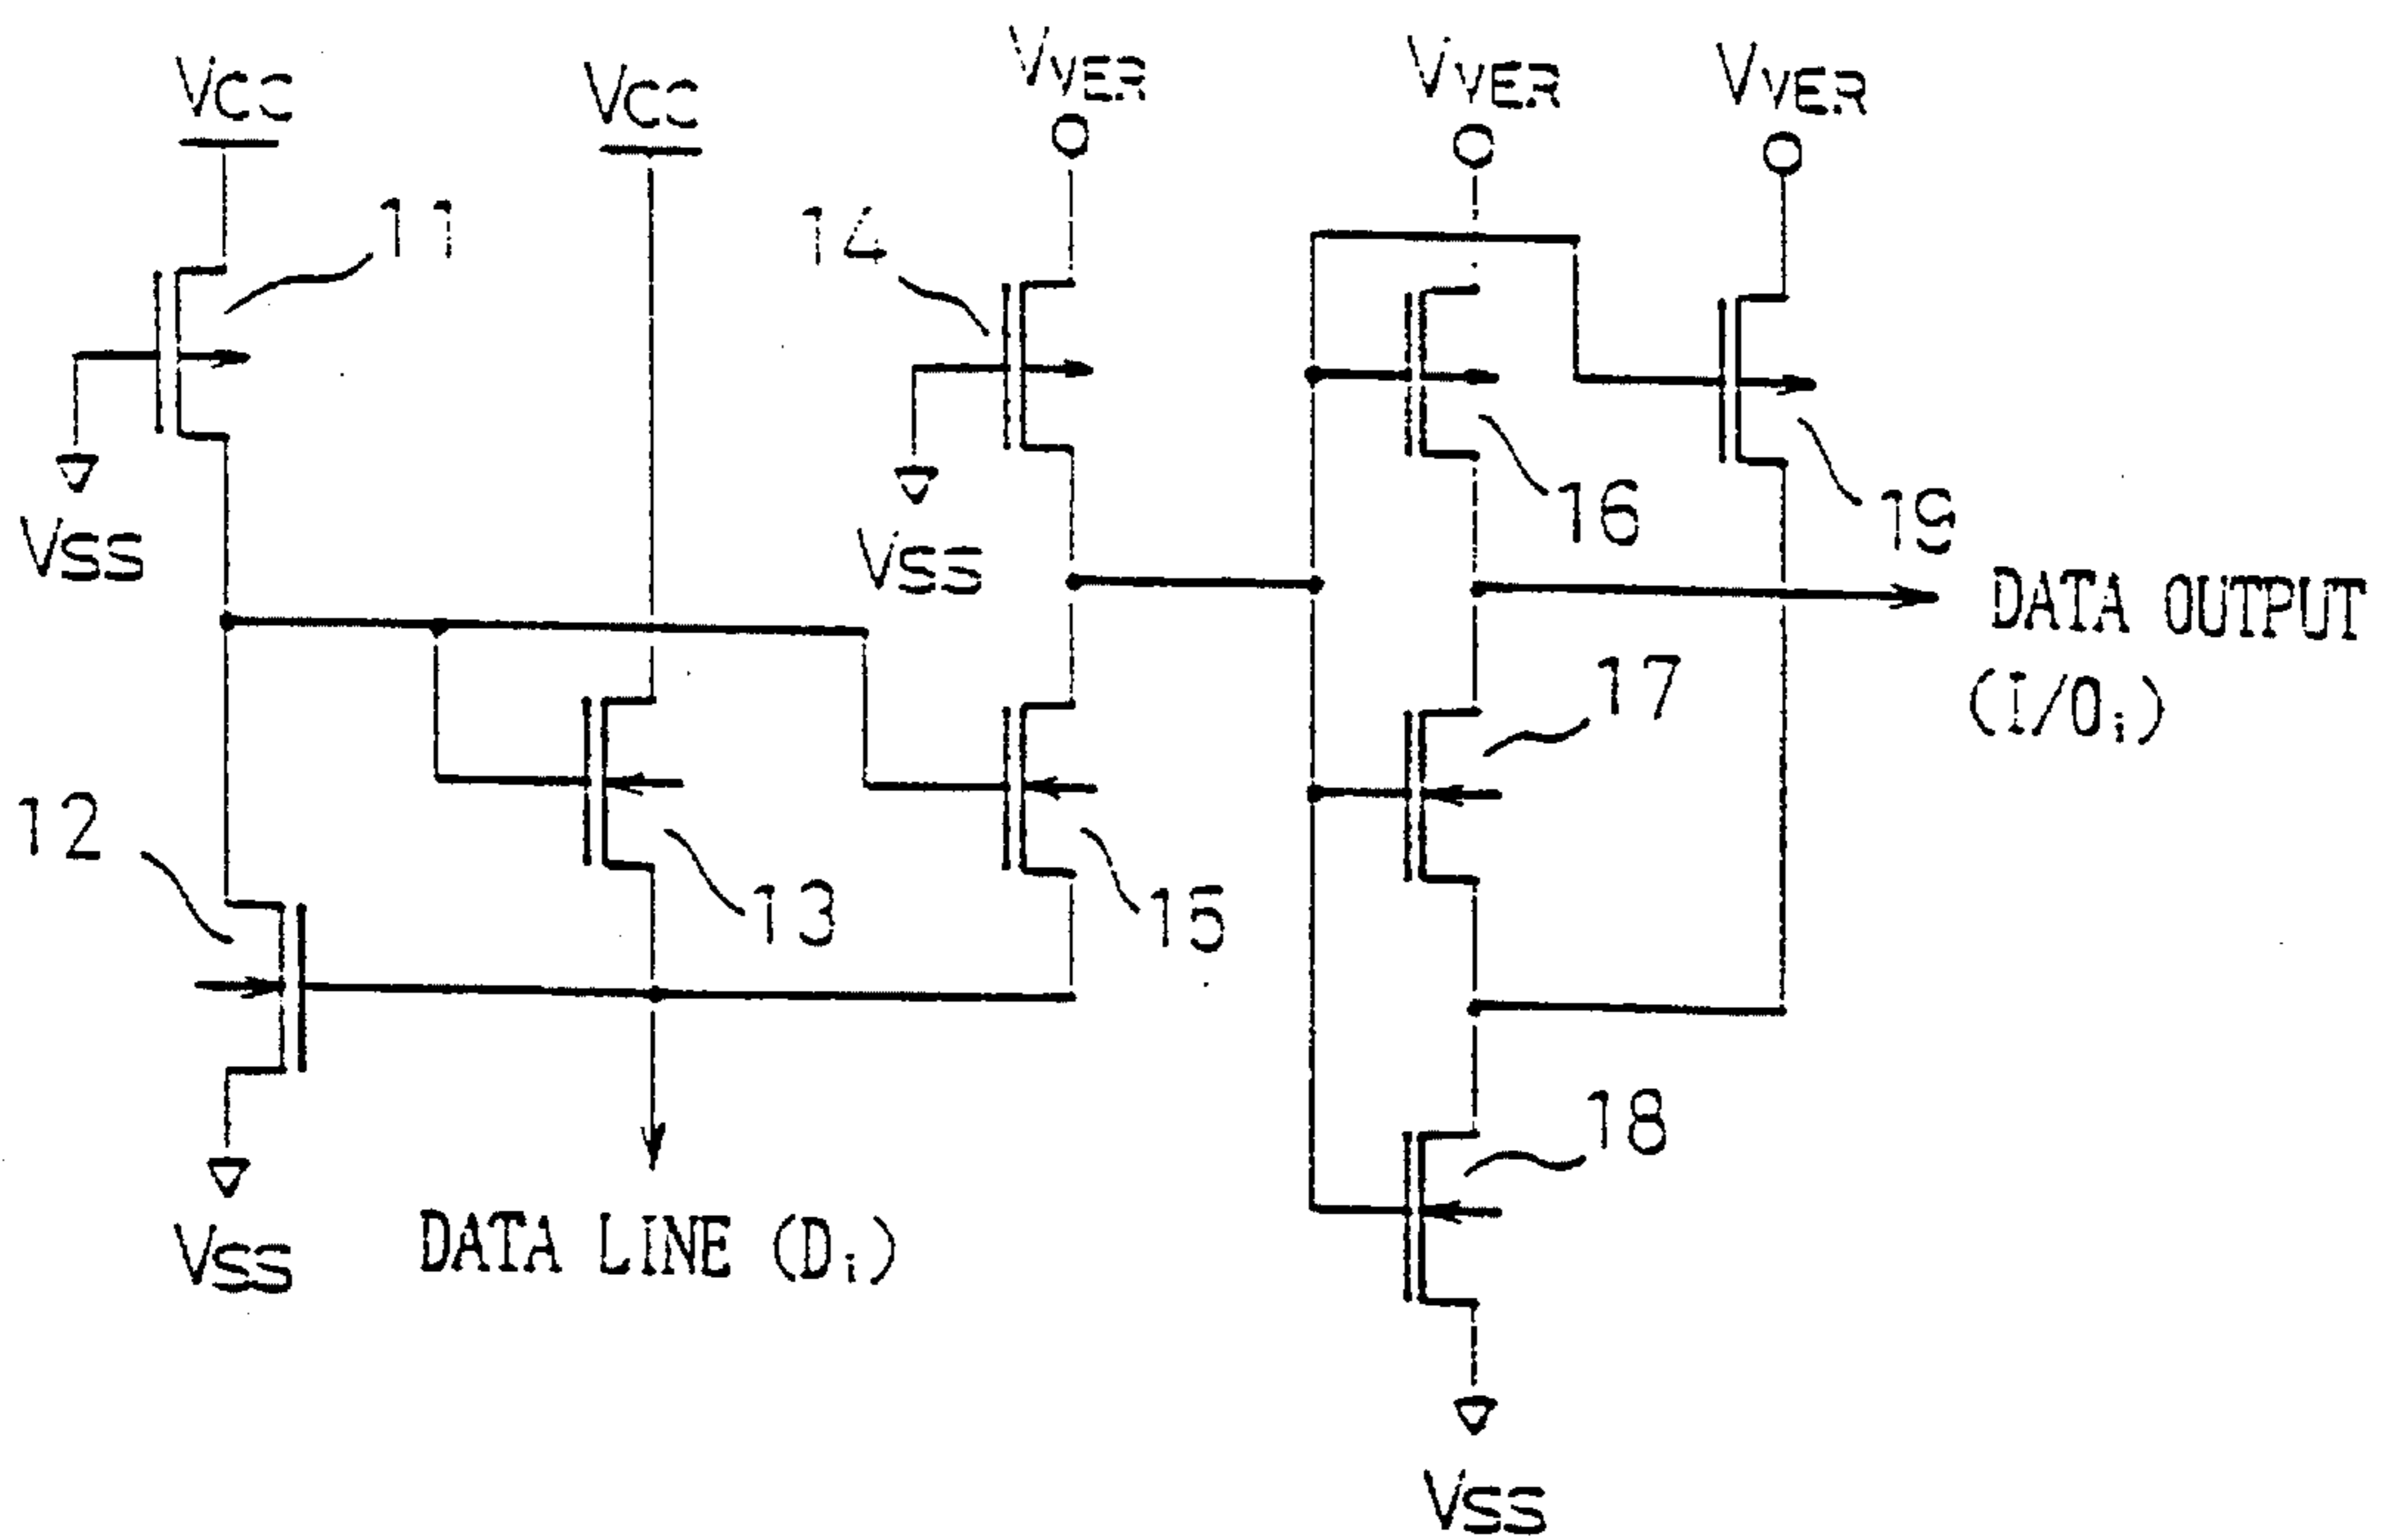 VCC
VCC
VVER
VVER
VVER
11
14
16
19
VSS
VSS
DATA OUTPUT
(I/Oi)
17
12
13
15
18
VSS
DATA LINE (Di)
VSS